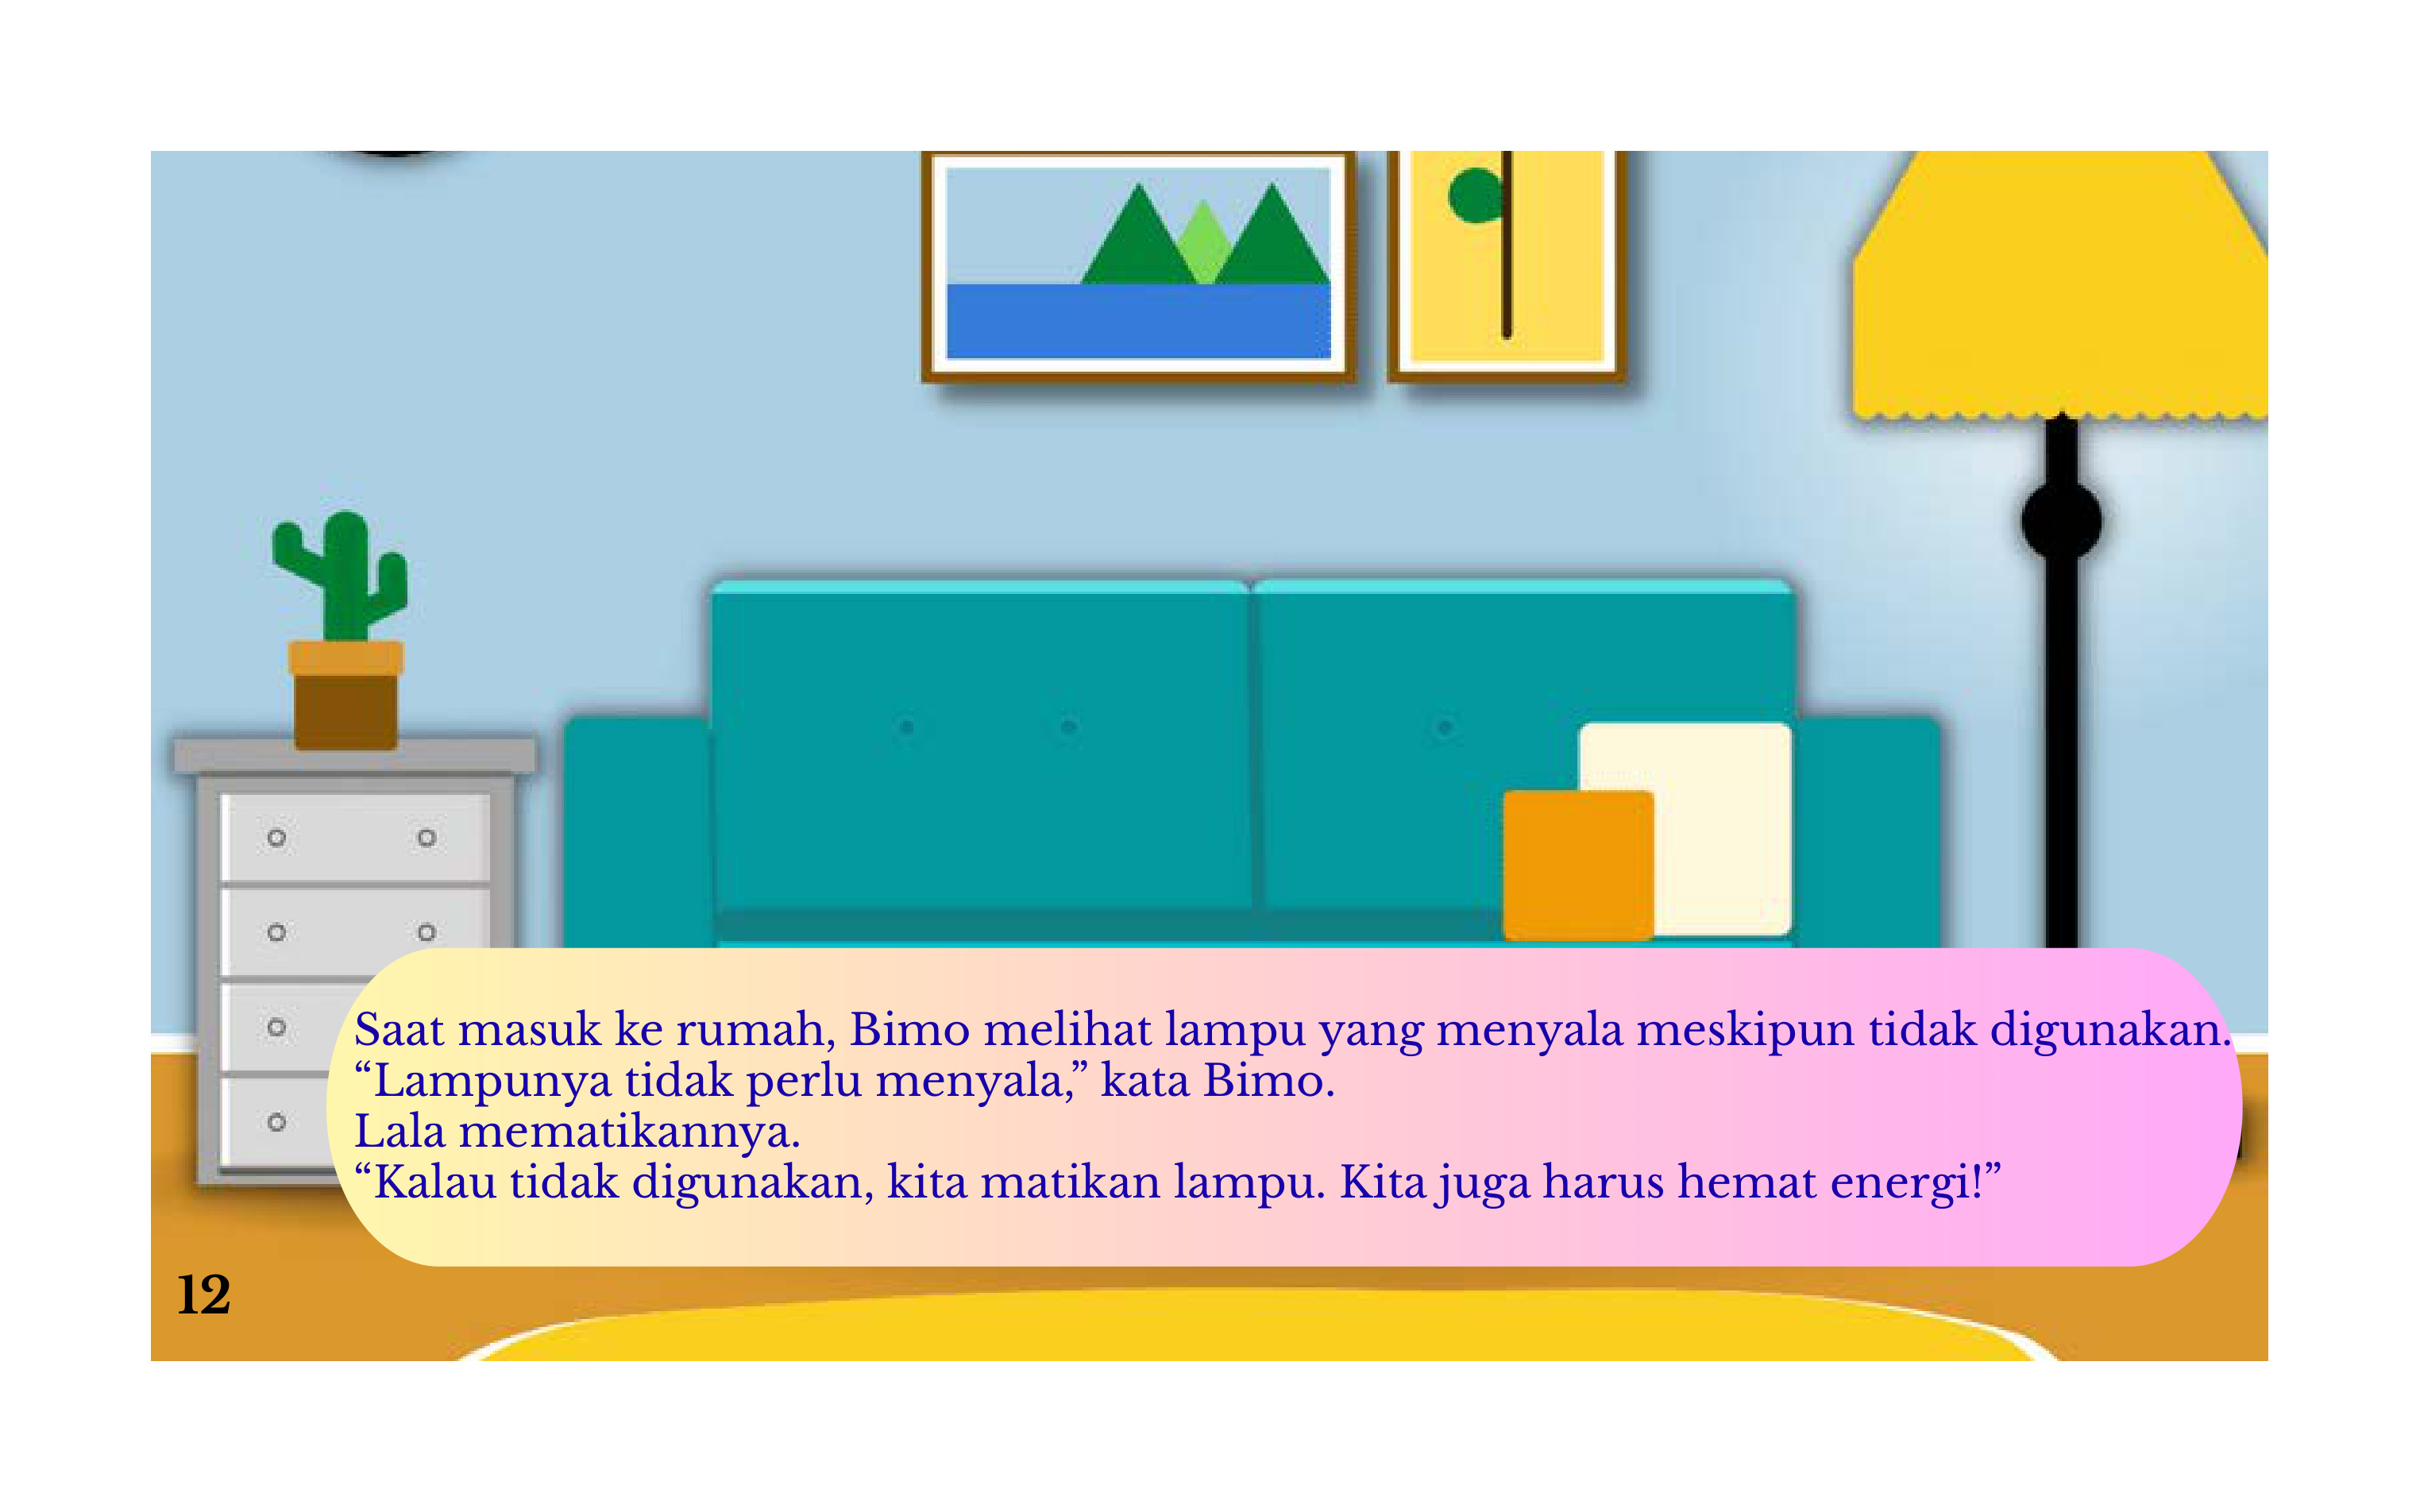 Saat masuk ke rumah, Bimo melihat lampu yang menyala meskipun tidak digunakan.
“Lampunya tidak perlu menyala,” kata Bimo.
Lala mematikannya.
“Kalau tidak digunakan, kita matikan lampu. Kita juga harus hemat energi!”
12